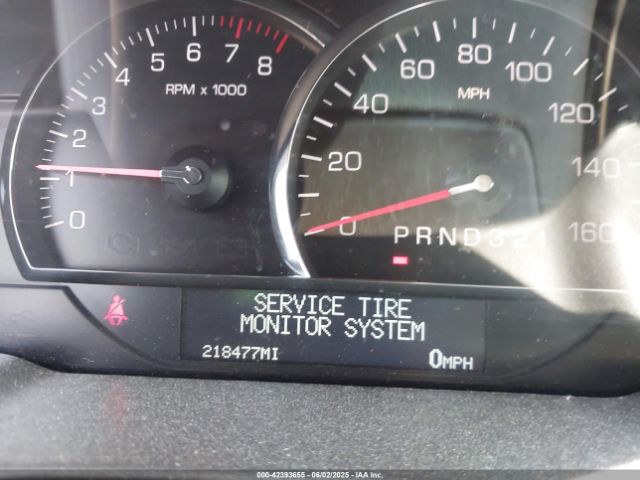 0
1
2
3
4
5
6
7
8
RPM x 1000
0
20
40
60
80
100
120
140
160
MPH
PRND321
SERVICE TIRE
MONITOR SYSTEM
218477MI
0MPH
000-42393655 - 06/02/2025 - IAA Inc.